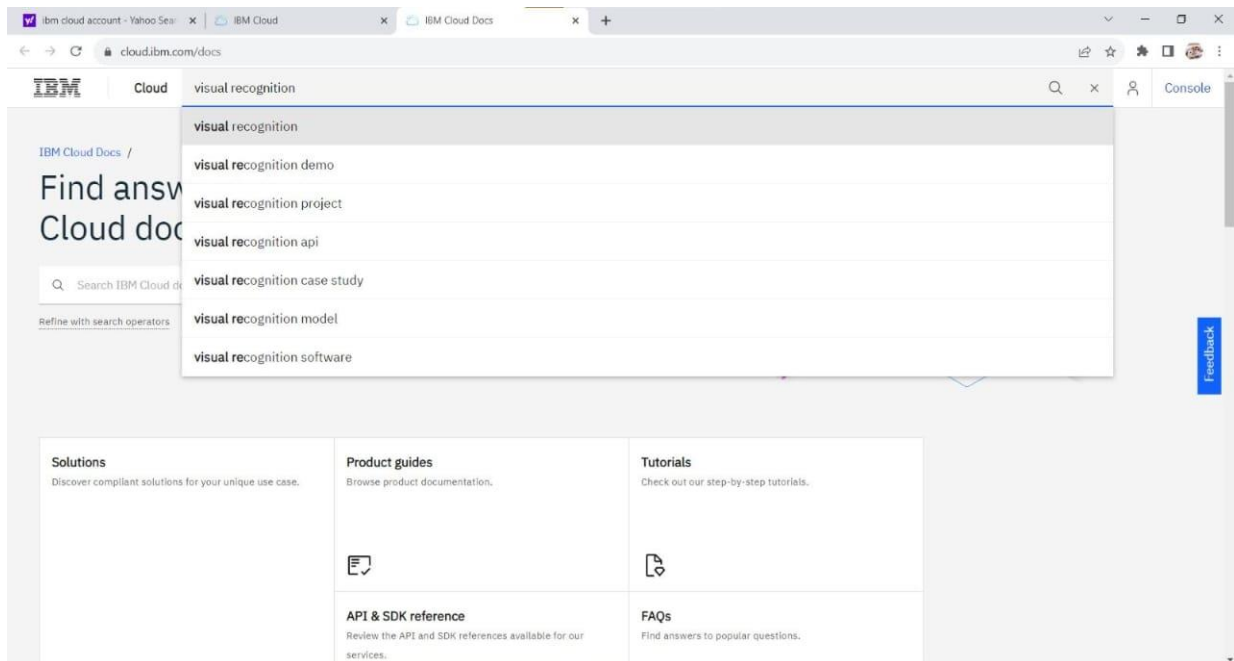 ibm cloud account - Yahoo Sear
IBM Cloud
IBM Cloud Docs
cloud.ibm.com/docs
IBM Cloud
visual recognition
Console
visual recognition
visual recognition demo
visual recognition project
visual recognition api
visual recognition case study
visual recognition model
visual recognition software
IBM Cloud Docs /
Find answ
Cloud doc
Search IBM Cloud do
Refine with search operators
Feedback
Solutions
Discover compliant solutions for your unique use case.
Product guides
Browse product documentation.
Tutorials
Check out our step-by-step tutorials.
API & SDK reference
Review the API and SDK references available for our
services.
FAQs
Find answers to popular questions.